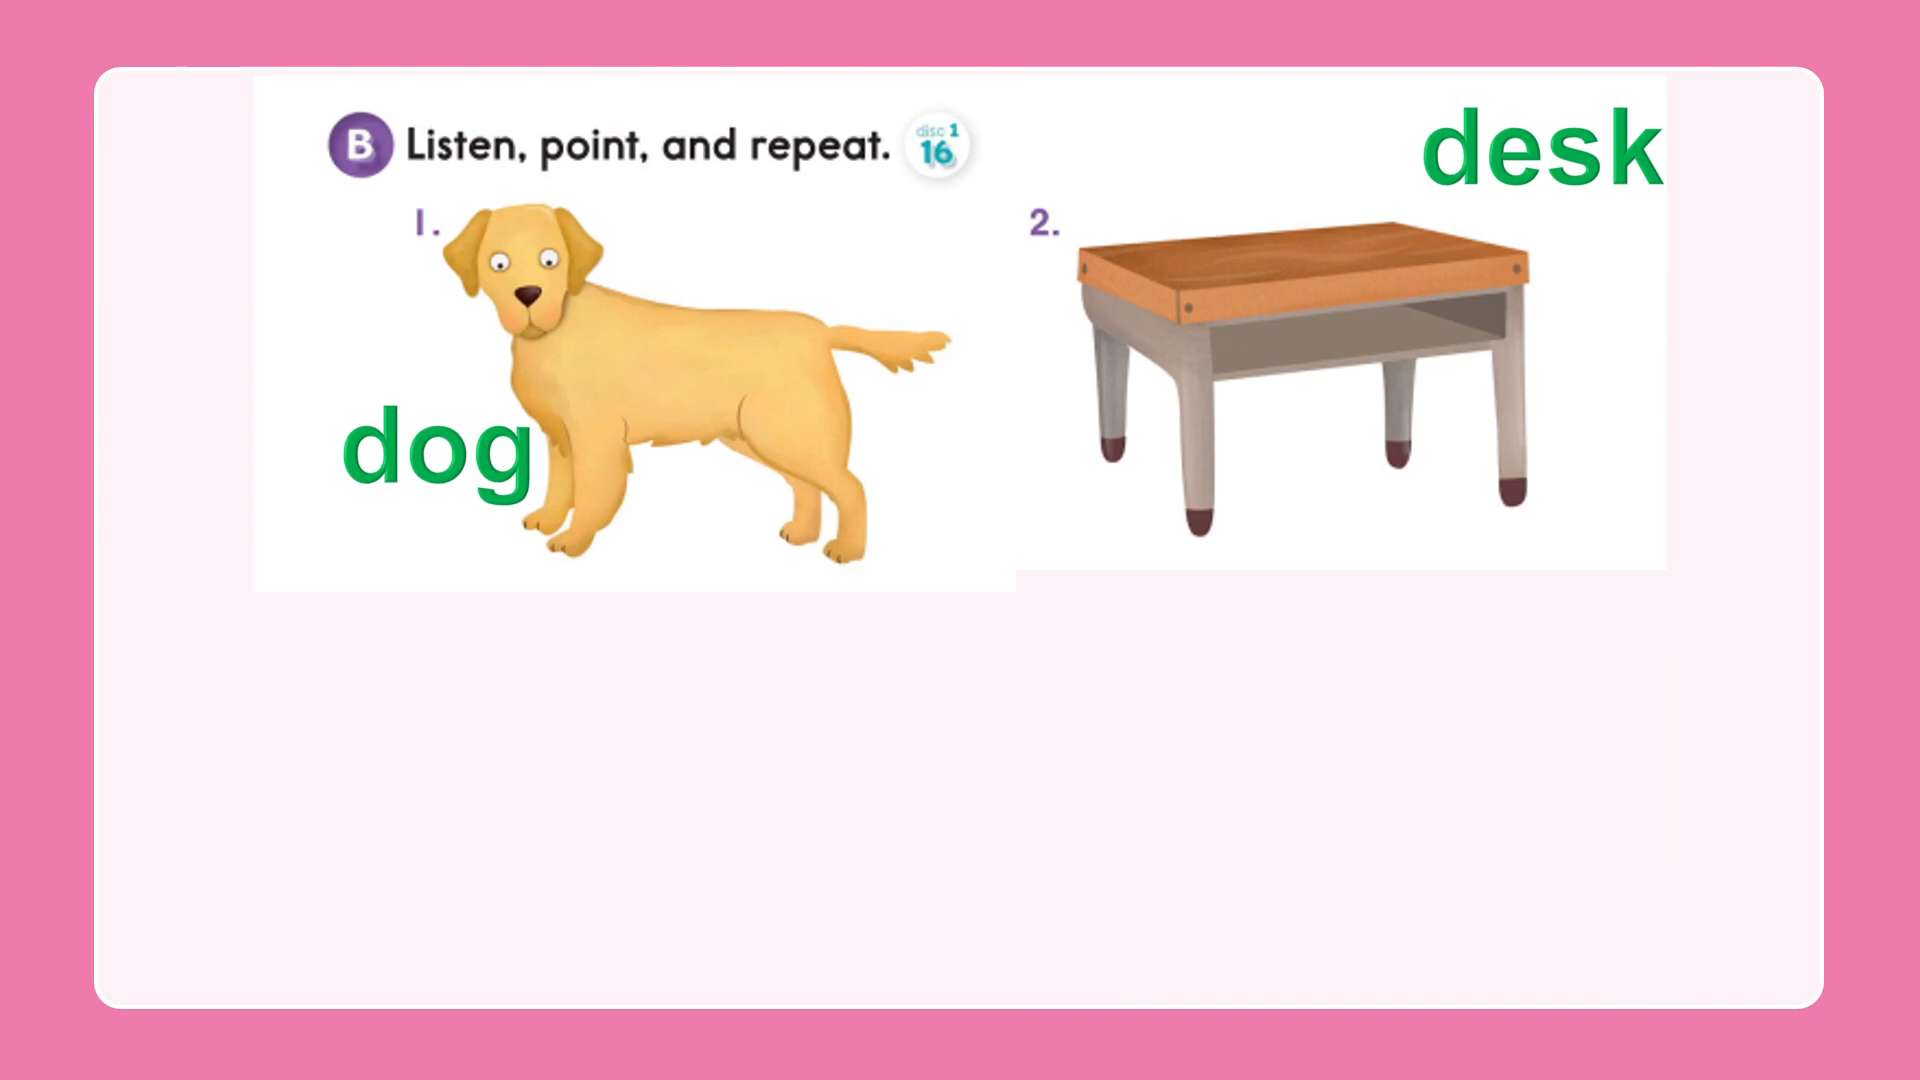 B Listen, point, and repeat. disc 1 16
desk
1.
2.
dog